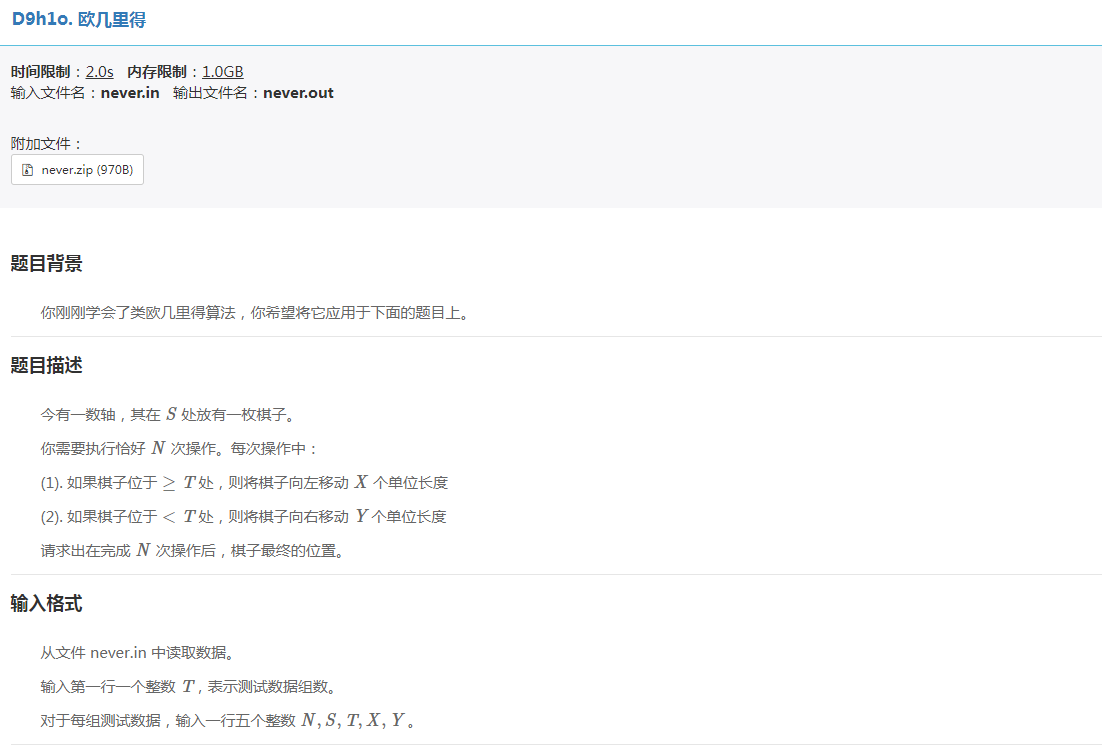 D9h1o. 欧几里得
时间限制：2.0s 内存限制：1.0GB
输入文件名：never.in 输出文件名：never.out
附加文件：
never.zip (970B)
题目背景
你刚刚学会了类欧几里得算法，你希望将它应用于下面的题目上。
题目描述
今有一数轴，其在 S 处放有一枚棋子。
你需要执行恰好 N 次操作。每次操作中：
(1). 如果棋子位于 ≥ T 处，则将棋子向左移动 X 个单位长度
(2). 如果棋子位于 < T 处，则将棋子向右移动 Y 个单位长度
请求出在完成 N 次操作后，棋子最终的位置。
输入格式
从文件 never.in 中读取数据。
输入第一行一个整数 T，表示测试数据组数。
对于每组测试数据，输入一行五个整数 N, S, T, X, Y 。